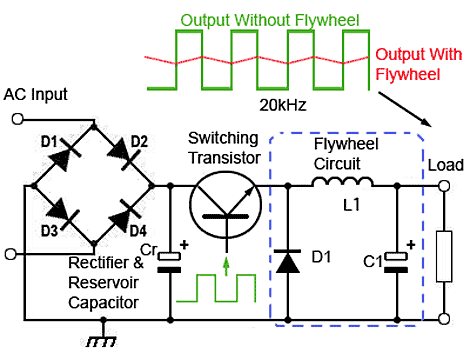 Output Without Flywheel
Output With
Flywheel
20kHz
AC Input
D1
D2
D3
D4
Switching
Transistor
Flywheel
Circuit
Load
L1
Cr
+
D1
C1
+
Rectifier &
Reservoir
Capacitor